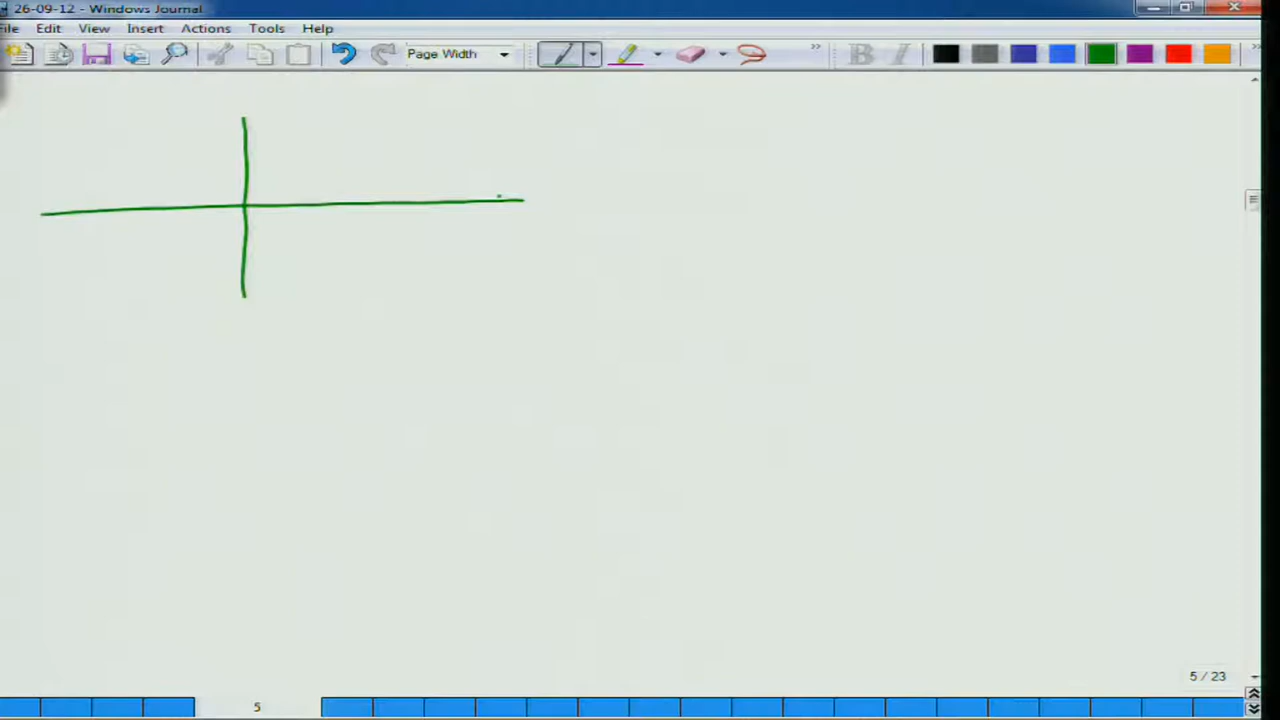 26-09-12 - Windows Journal
File Edit View Insert Actions Tools Help
Page Width B I
5 / 23
5